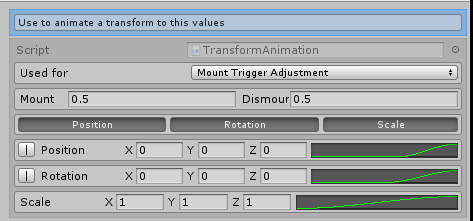 Use to animate a transform to this values
Script TransformAnimation
Used for Mount Trigger Adjustment
Mount 0.5 Dismour 0.5
Position Rotation Scale
Position X 0 Y 0 Z 0
Rotation X 0 Y 0 Z 0
Scale X 1 Y 1 Z 1